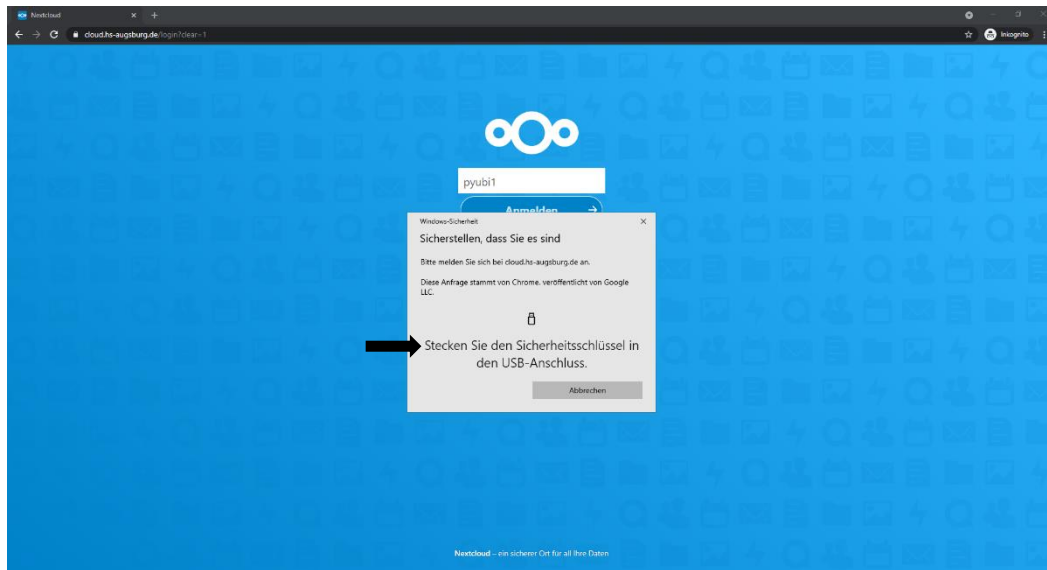 Nextcloud
cloud.hs-augsburg.de/login?clear=1
Inkognito
pyubi1
Anmelden
Windows-Sicherheit
Sicherstellen, dass Sie es sind
Bitte melden Sie sich bei cloud.hs-augsburg.de an.
Diese Anfrage stammt von Chrome, veröffentlicht von Google
LLC.
Stecken Sie den Sicherheitsschlüssel in
den USB-Anschluss.
Abbrechen
Nextcloud – ein sicherer Ort für all Ihre Daten